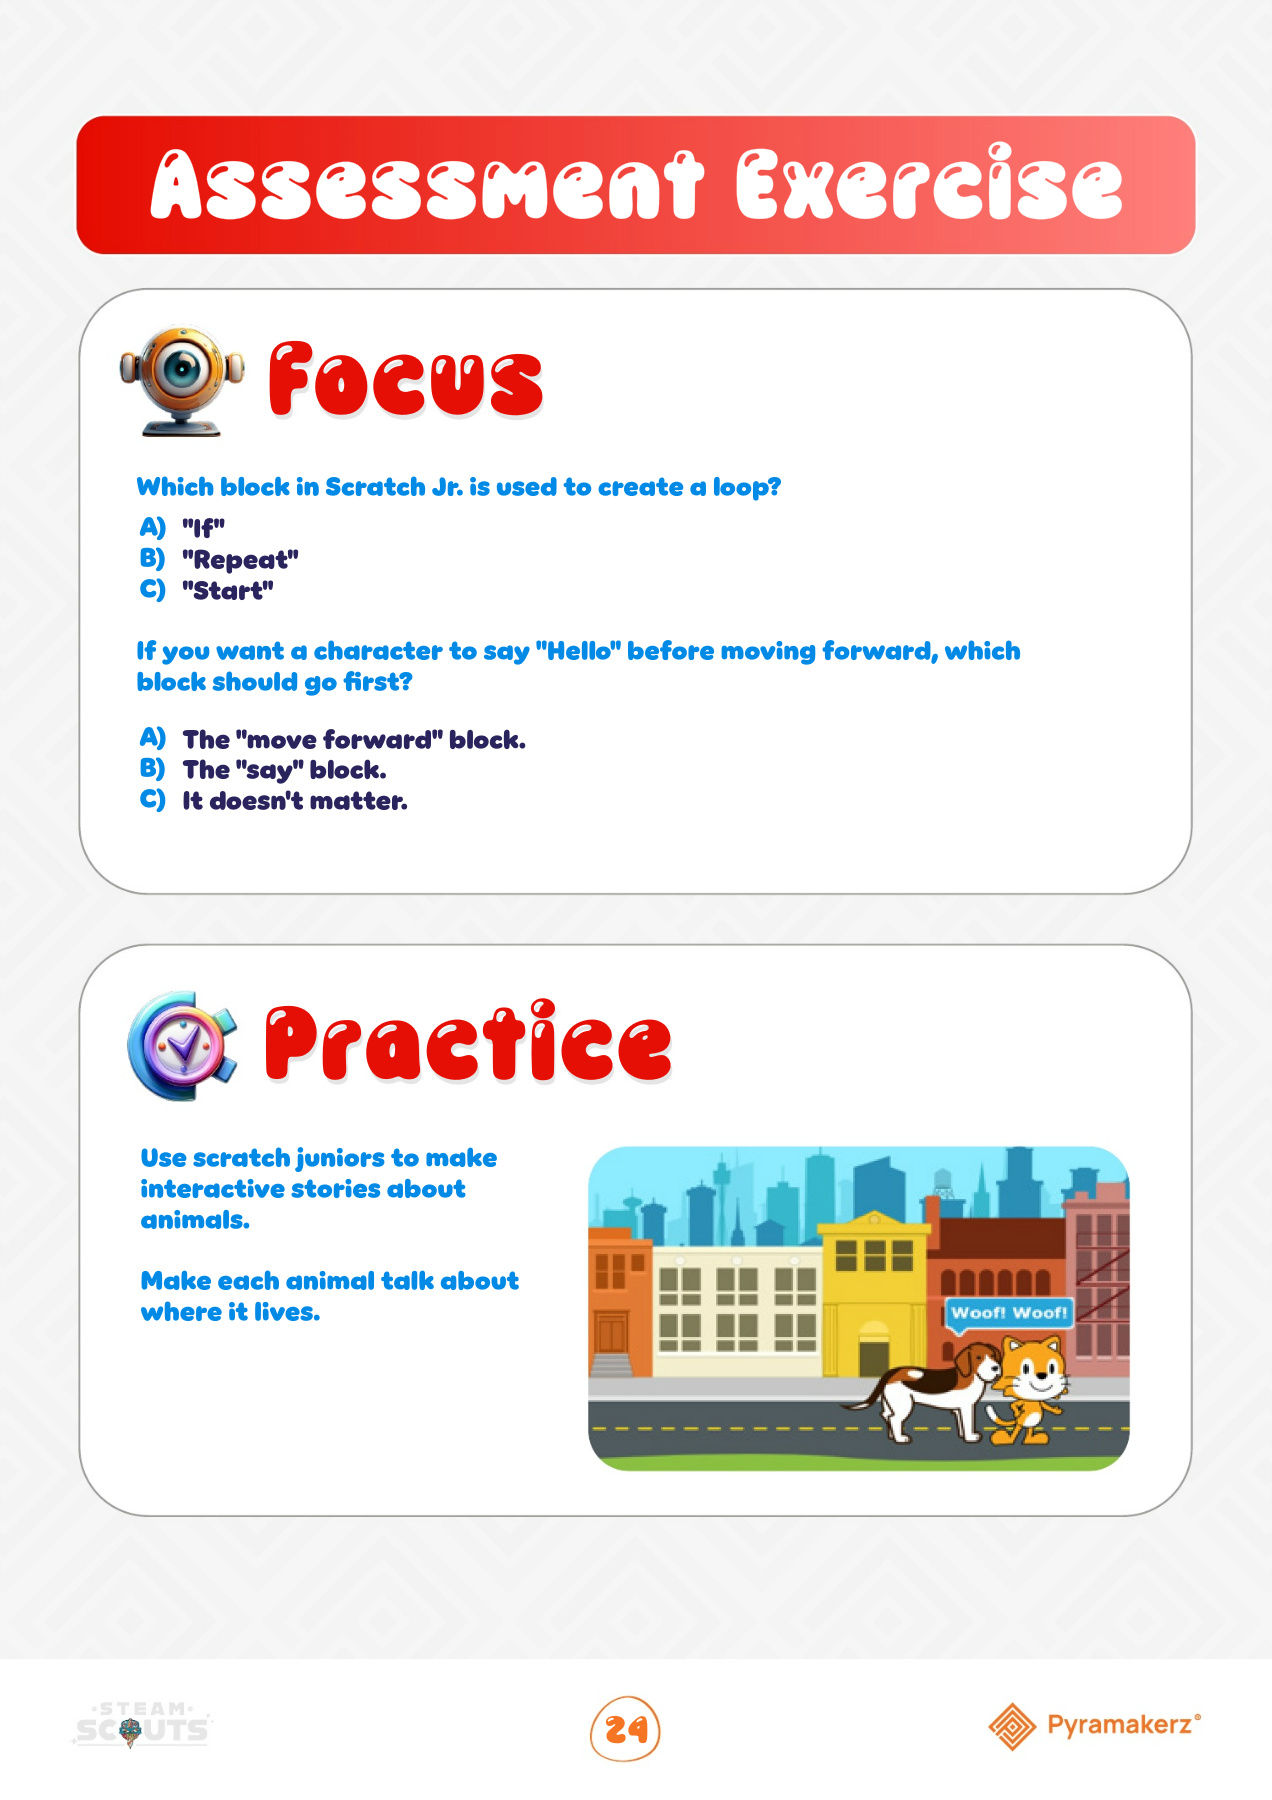 Assessment Exercise
Focus
Which block in Scratch Jr. is used to create a loop?
A) "If"
B) "Repeat"
C) "Start"
If you want a character to say "Hello" before moving forward, which
block should go first?
A) The "move forward" block.
B) The "say" block.
C) It doesn't matter.
Practice
Use scratch juniors to make
interactive stories about
animals.
Make each animal talk about
where it lives.
Woof! Woof!
STEAM
SCOUTS
24
Pyramakerz®